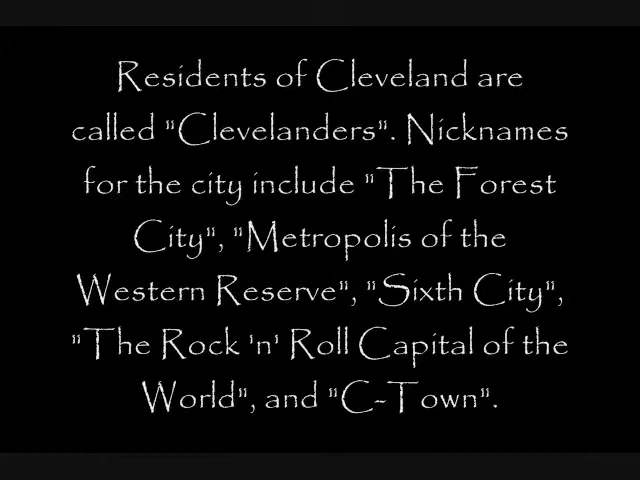 Residents of Cleveland are
called "Clevelanders". Nicknames
for the city include "The Forest
City", "Metropolis of the
Western Reserve", "Sixth City",
"The Rock 'n' Roll Capital of the
World", and "C-Town".